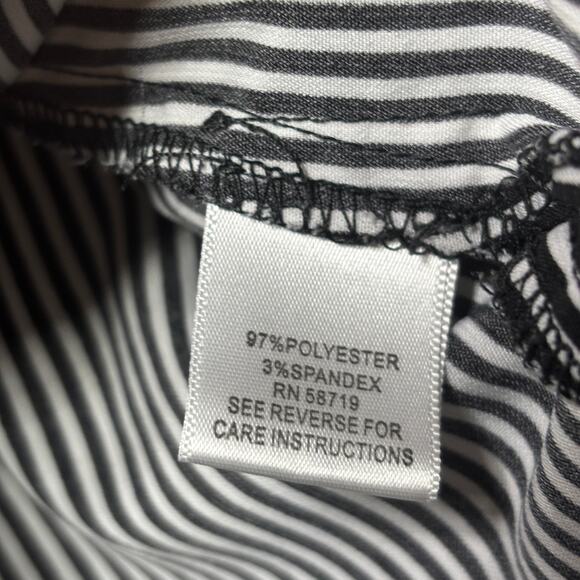 97%POLYESTER
3%SPANDEX
RN 58719
SEE REVERSE FOR
CARE INSTRUCTIONS